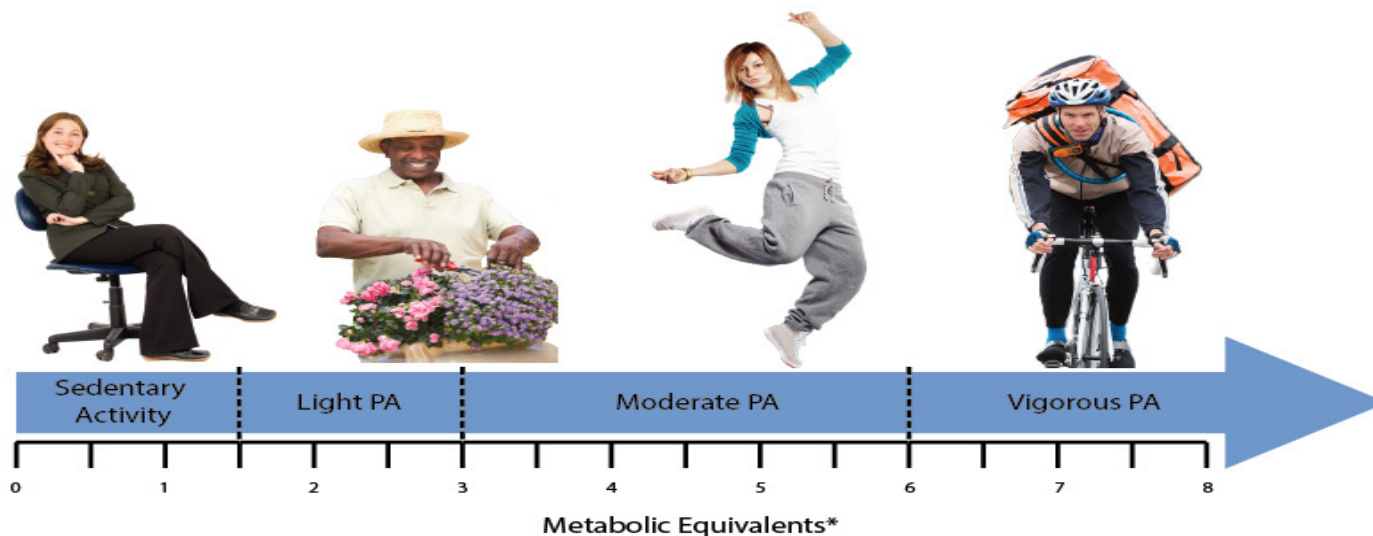 Sedentary
Activity
Light PA
Moderate PA
Vigorous PA
0 1 2 3 4 5 6 7 8
Metabolic Equivalents*